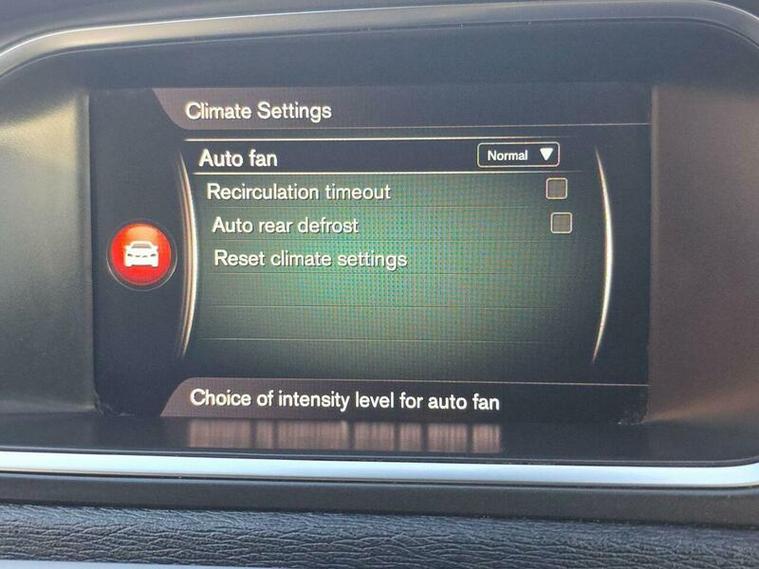 Climate Settings
Auto fan
Normal
Recirculation timeout
Auto rear defrost
Reset climate settings
Choice of intensity level for auto fan